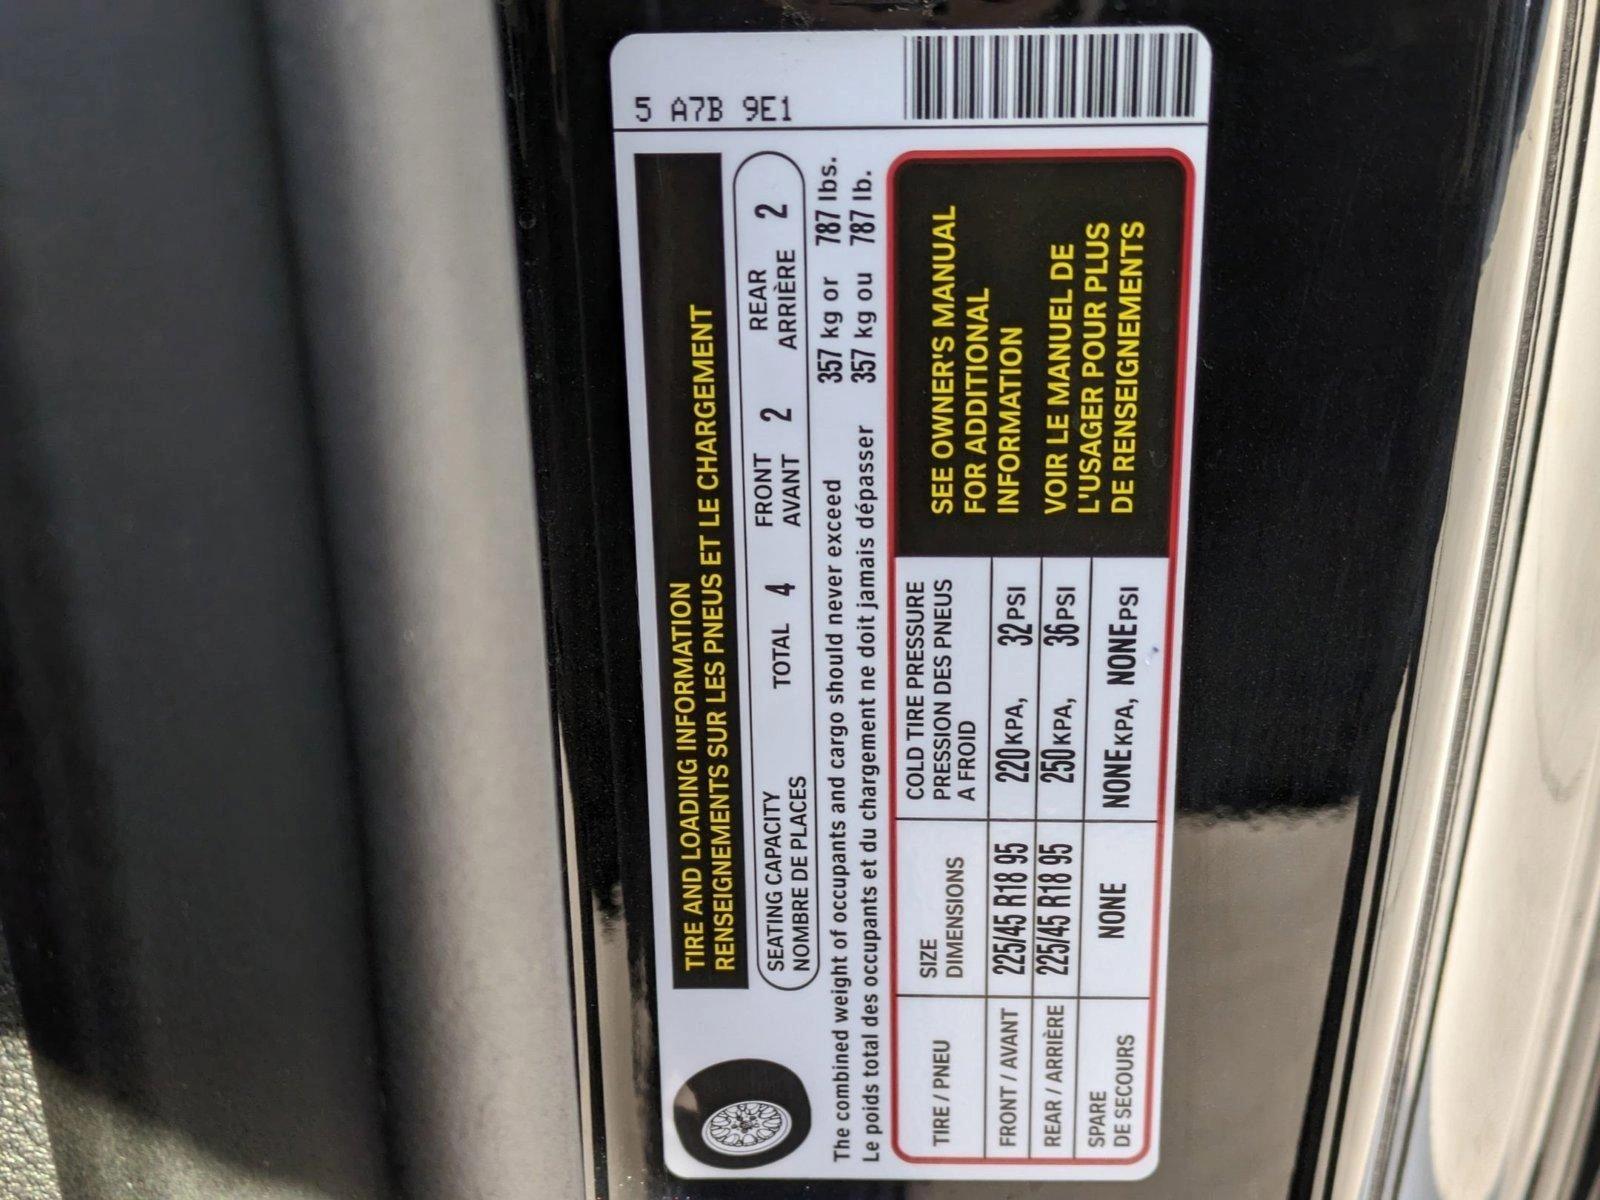 5 A7B 9E1
TIRE AND LOADING INFORMATION
RENSEIGNEMENTS SUR LES PNEUS ET LE CHARGEMENT
SEATING CAPACITY
NOMBRE DE PLACES
TOTAL 4
FRONT
AVANT 2
REAR
ARRIÈRE 2
The combined weight of occupants and cargo should never exceed 357 kg or 787 lbs.
Le poids total des occupants et du chargement ne doit jamais dépasser 357 kg ou 787 lb.
TIRE / PNEU
SIZE
DIMENSIONS
COLD TIRE PRESSURE
PRESSION DES PNEUS
A FROID
FRONT / AVANT 225/45 R18 95 220 KPA, 32 PSI
REAR / ARRIÈRE 225/45 R18 95 250 KPA, 36 PSI
SPARE
DE SECOURS
NONE NONE KPA, NONE PSI
SEE OWNER'S MANUAL
FOR ADDITIONAL
INFORMATION
VOIR LE MANUEL DE
L'USAGER POUR PLUS
DE RENSEIGNEMENTS